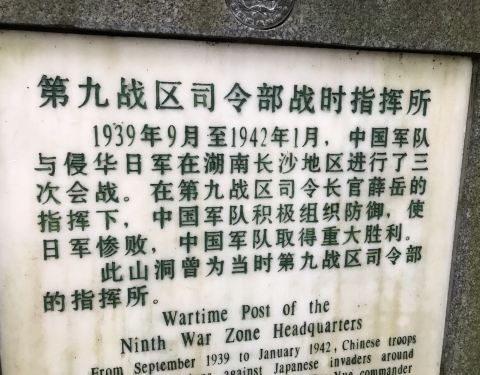 第九战区司令部战时指挥所
1939年9月至1942年1月，中国军队
与侵华日军在湖南长沙地区进行了三
次会战。在第九战区司令长官薛岳的
指挥下，中国军队积极组织防御，使
日军惨败，中国军队取得重大胜利。
此山洞曾为当时第九战区司令部
的指挥所。
Wartime Post of the
Ninth War Zone Headquarters
From September 1939 to January 1942, Chinese troops
against Japanese invaders around
commander